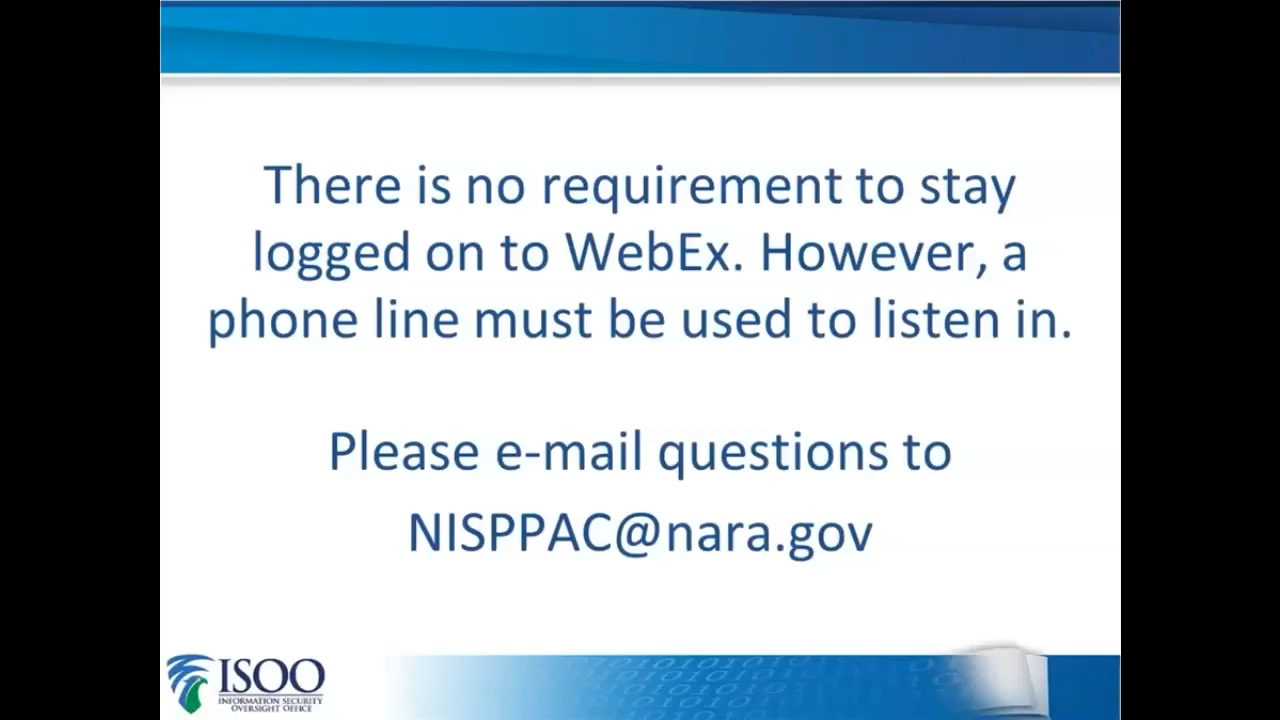 There is no requirement to stay
logged on to WebEx. However, a
phone line must be used to listen in.
Please e-mail questions to
NISPPAC@nara.gov
ISOO
INFORMATION SECURITY
OVERSIGHT OFFICE